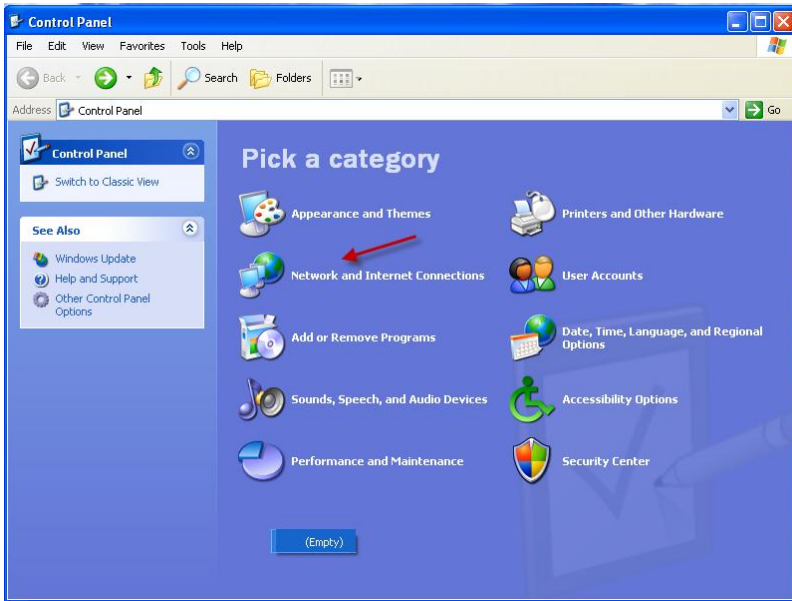 Control Panel
File Edit View Favorites Tools Help
Back Search Folders
Address Control Panel Go
Control Panel
Switch to Classic View
See Also
Windows Update
Help and Support
Other Control Panel
Options
Pick a category
Appearance and Themes
Printers and Other Hardware
Network and Internet Connections
User Accounts
Add or Remove Programs
Date, Time, Language, and Regional
Options
Sounds, Speech, and Audio Devices
Accessibility Options
Performance and Maintenance
Security Center
(Empty)